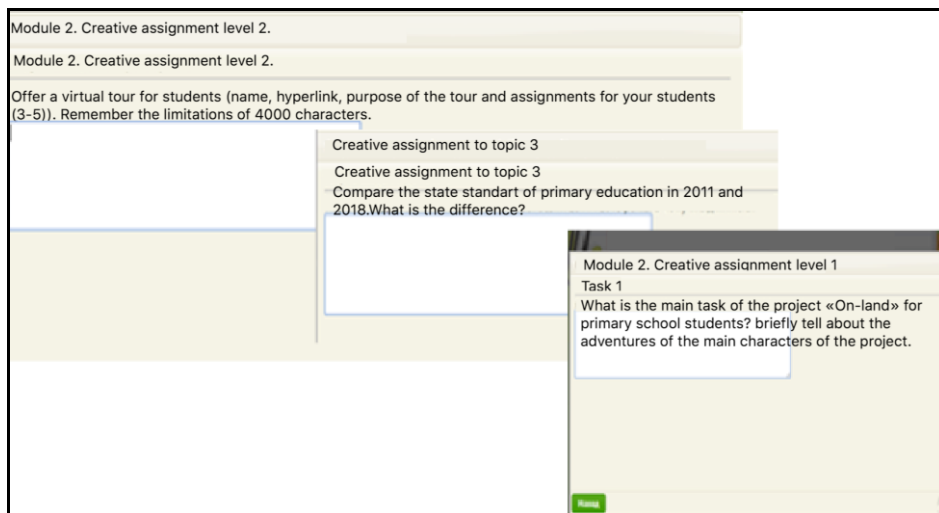 Module 2. Creative assignment level 2.
Module 2. Creative assignment level 2.
Offer a virtual tour for students (name, hyperlink, purpose of the tour and assignments for your students
(3-5)). Remember the limitations of 4000 characters.
Creative assignment to topic 3
Creative assignment to topic 3
Compare the state standart of primary education in 2011 and
2018.What is the difference?
Module 2. Creative assignment level 1
Task 1
What is the main task of the project «On-land» for
primary school students? briefly tell about the
adventures of the main characters of the project.
Назад